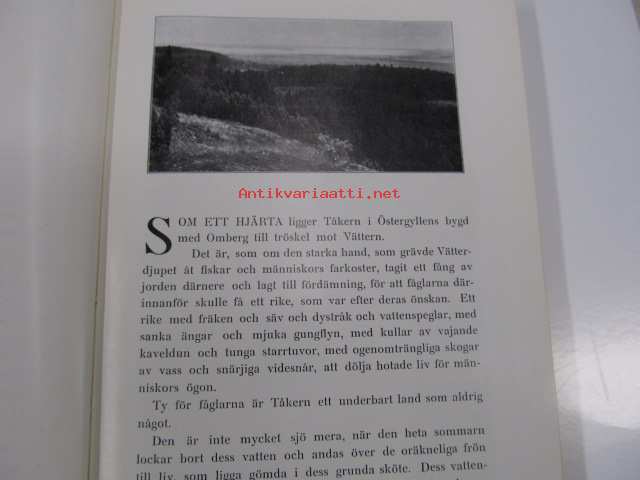 Antikvariaatti.net
SOM ETT HJÄRTA ligger Tåkern i Östergyllens bygd
med Omberg till tröskel mot Vättern.
Det är, som om den starka hand, som grävde Vätter-
djupet åt fiskar och människors farkoster, tagit ett fång av
jorden därnere och lagt till fördämning, för att fåglarna där-
innanför skulle få ett rike, som var efter deras önskan. Ett
rike med fräken och säv och dystråk och vattenspeglar, med
sanka ängar och mjuka gungflyn, med kullar av vajande
kaveldun och tunga starrtuvor, med ogenomträngliga skogar
av vass och snärjiga videsnår, att dölja hotade liv för män-
niskors ögon.
Ty för fåglarna är Tåkern ett underbart land som aldrig
något.
Den är inte mycket sjö mera, när den heta sommarn
lockar bort dess vatten och andas över de oräkneliga frön
till liv, som ligga gömda i dess grunda sköte. Dess vatten-